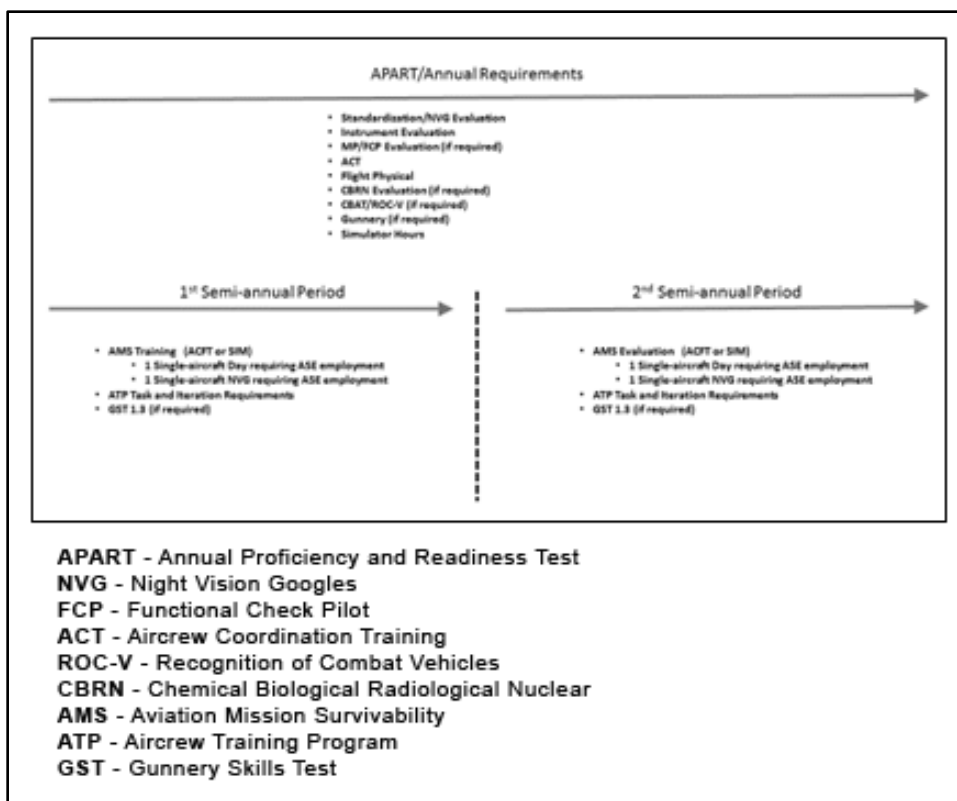 APART/Annual Requirements
• Standardization/NVG Evaluation
• Instrument Evaluation
• MP/FCP Evaluation (if required)
• ACT
• Flight Physical
• CBRN Evaluation (if required)
• CBAT/ROC-V (if required)
• Gunnery (if required)
• Simulator Hours
1st Semi-annual Period
• AMS Training (ACFT or SIM)
• 1 Single-aircraft Day requiring ASE employment
• 1 Single-aircraft NVG requiring ASE employment
• ATP Task and Iteration Requirements
• GST 1.3 (if required)
2nd Semi-annual Period
• AMS Evaluation (ACFT or SIM)
• 1 Single-aircraft Day requiring ASE employment
• 1 Single-aircraft NVG requiring ASE employment
• ATP Task and Iteration Requirements
• GST 1.3 (if required)
APART - Annual Proficiency and Readiness Test
NVG - Night Vision Googles
FCP - Functional Check Pilot
ACT - Aircrew Coordination Training
ROC-V - Recognition of Combat Vehicles
CBRN - Chemical Biological Radiological Nuclear
AMS - Aviation Mission Survivability
ATP - Aircrew Training Program
GST - Gunnery Skills Test